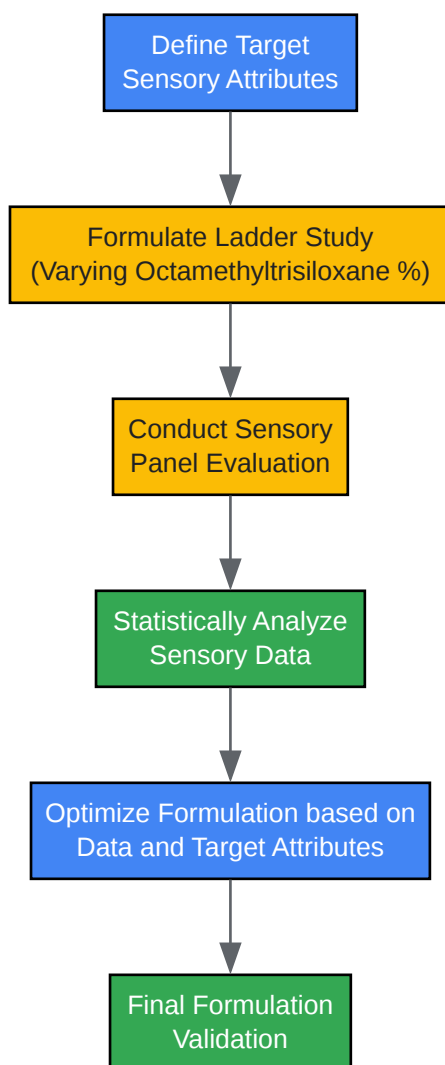 Define Target
Sensory Attributes
Formulate Ladder Study
(Varying Octamethyltrisiloxane %)
Conduct Sensory
Panel Evaluation
Statistically Analyze
Sensory Data
Optimize Formulation based on
Data and Target Attributes
Final Formulation
Validation